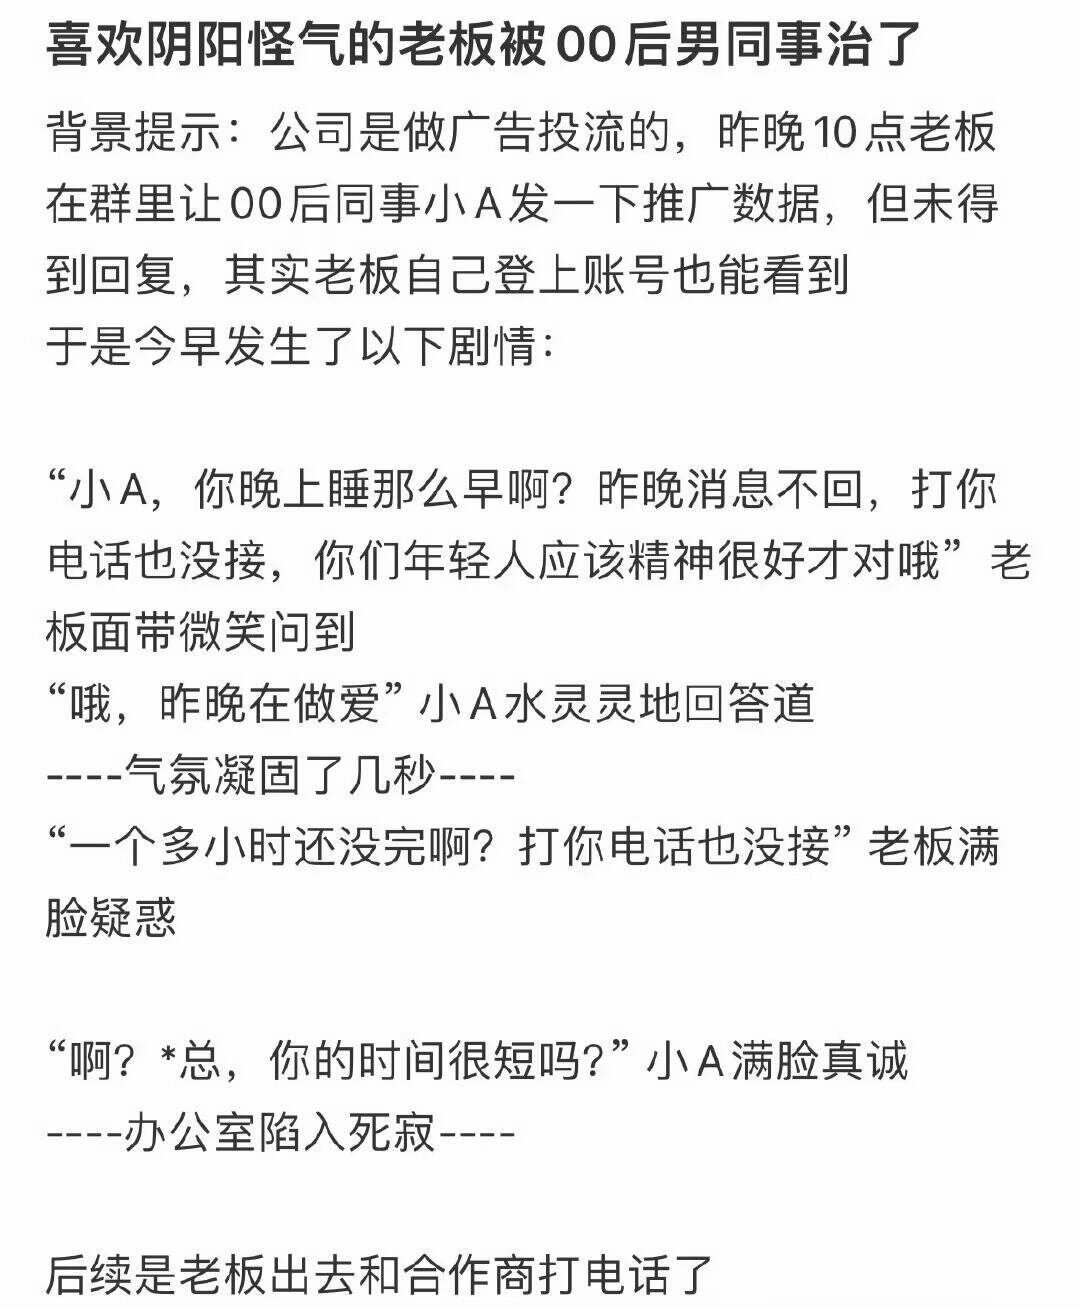 喜欢阴阳怪气的老板被00后男同事治了
背景提示：公司是做广告投流的，昨晚10点老板
在群里让00后同事小A发一下推广数据，但未得
到回复，其实老板自己登上账号也能看到
于是今早发生了以下剧情：
“小A，你晚上睡那么早啊？昨晚消息不回，打你
电话也没接，你们年轻人应该精神很好才对哦” 老
板面带微笑问到
“哦，昨晚在做爱” 小A水灵灵地回答道
----气氛凝固了几秒----
“一个多小时还没完啊？打你电话也没接” 老板满
脸疑惑
“啊？*总，你的时间很短吗？” 小A满脸真诚
----办公室陷入死寂----
后续是老板出去和合作商打电话了